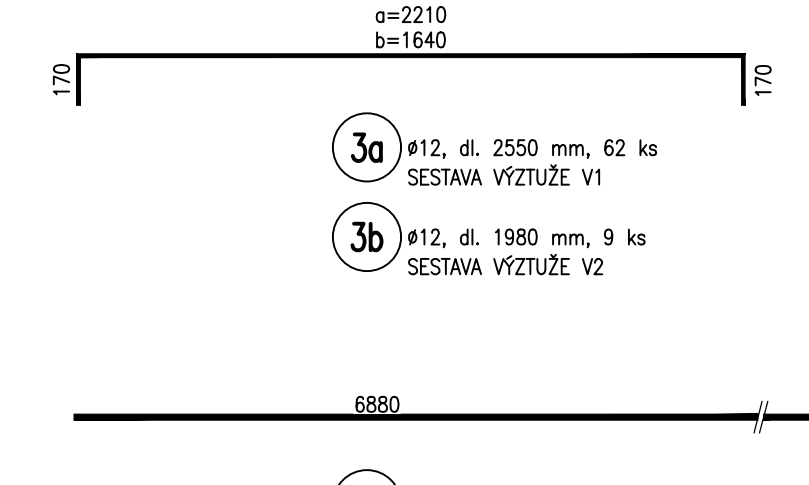 a=2210
b=1640
170
170
3a
ø12, dl. 2550 mm, 62 ks
SESTAVA VÝZTUŽE V1
3b
ø12, dl. 1980 mm, 9 ks
SESTAVA VÝZTUŽE V2
6880